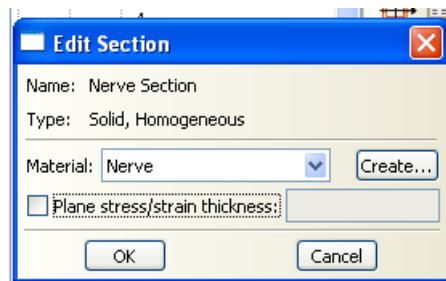 Edit Section
Name: Nerve Section
Type: Solid, Homogeneous
Material: Nerve Create...
Plane stress/strain thickness:
OK Cancel